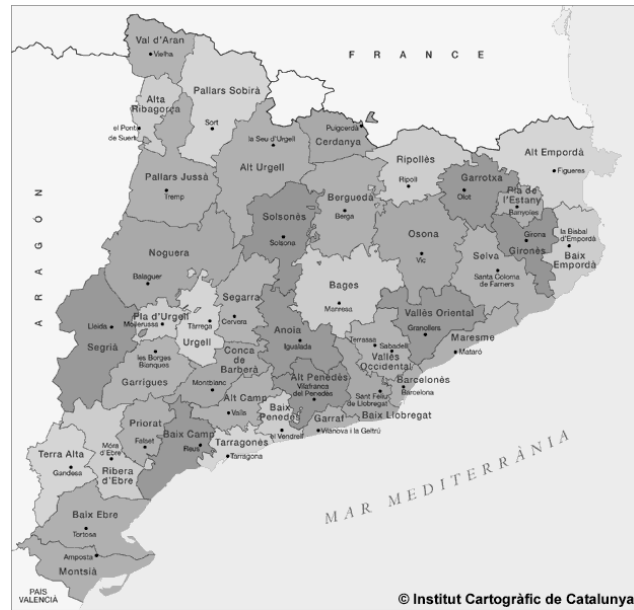 FRANCE
Val d'Aran
Vielha
Pallars Sobirà
Alta
Ribagorça
el Pont
de Suert
Sort
Puigcerdà
Cerdanya
la Seu d'Urgell
Alt Urgell
Ripollès
Ripoll
Alt Empordà
Figueres
Garrotxa
Olot
Pla de
l'Estany
Banyoles
Pallars Jussà
Tremp
Berguedà
Berga
Solsonès
Solsona
Osona
Vic
Girona
Gironès
la Bisbal
d'Empordà
Baix
Empordà
Selva
Santa Coloma
de Farners
ARAGÓN
Noguera
Balaguer
Bages
Manresa
Segarra
Cervera
Pla d'Urgell
Mollerussa
Tàrrega
Urgell
Lleida
Segrià
Anoia
Igualada
Vallès Oriental
Granollers
Maresme
Mataró
Terrassa
Sabadell
Vallès
Occidental
les Borges
Blanques
Garrigues
Conca
de
Barberà
Montblanc
Alt Penedès
Vilafranca
del Penedès
Barcelonès
Barcelona
Sant Feliu
de Llobregat
Baix Llobregat
Alt Camp
Valls
Baix
Penedès
el Vendrell
Garraf
Vilanova i la Geltrú
Priorat
Falset
Baix Camp
Reus
Tarragonès
Tarragona
Terra Alta
Gandesa
Móra
d'Ebre
Ribera
d'Ebre
MAR MEDITERRÀNIA
Baix Ebre
Tortosa
Amposta
Montsià
PAIS
VALENCIÀ
© Institut Cartogràfic de Catalunya